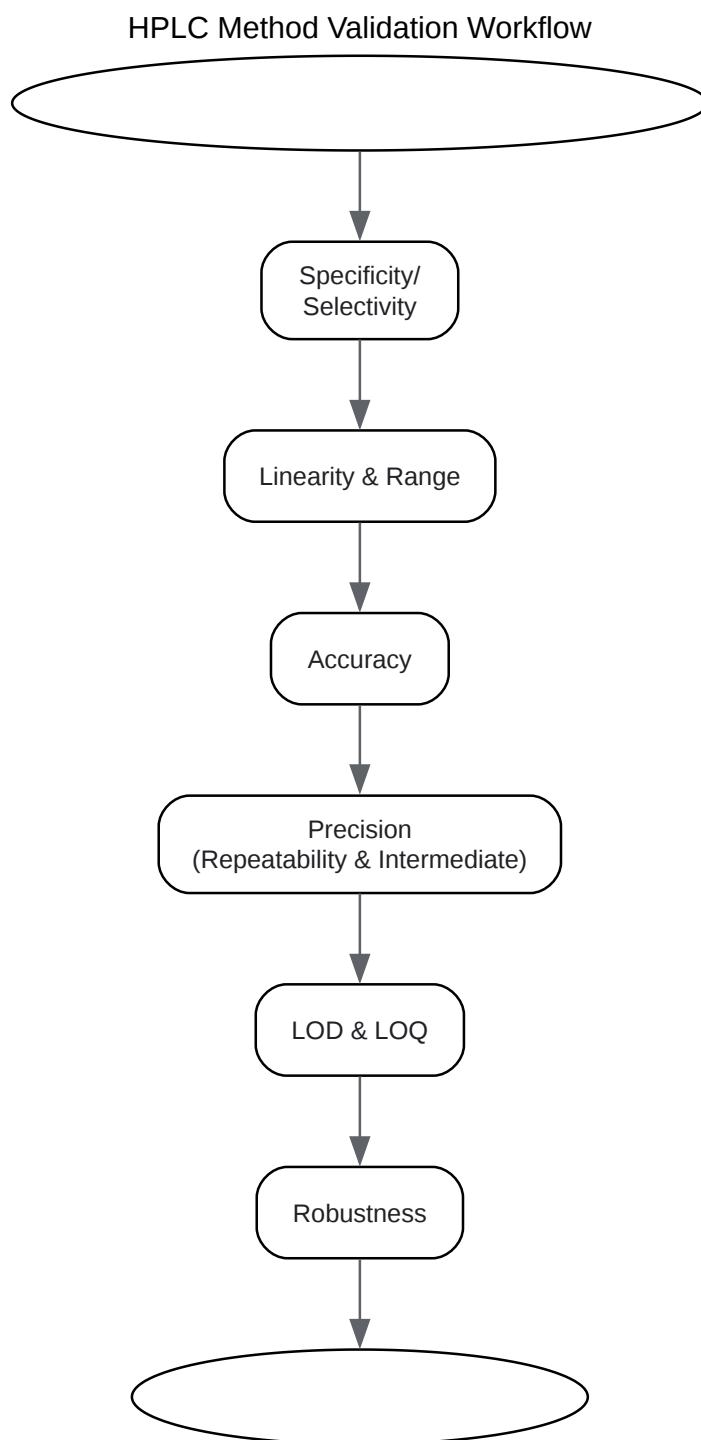 HPLC Method Validation Workflow
Specificity/
Selectivity
Linearity & Range
Accuracy
Precision
(Repeatability & Intermediate)
LOD & LOQ
Robustness